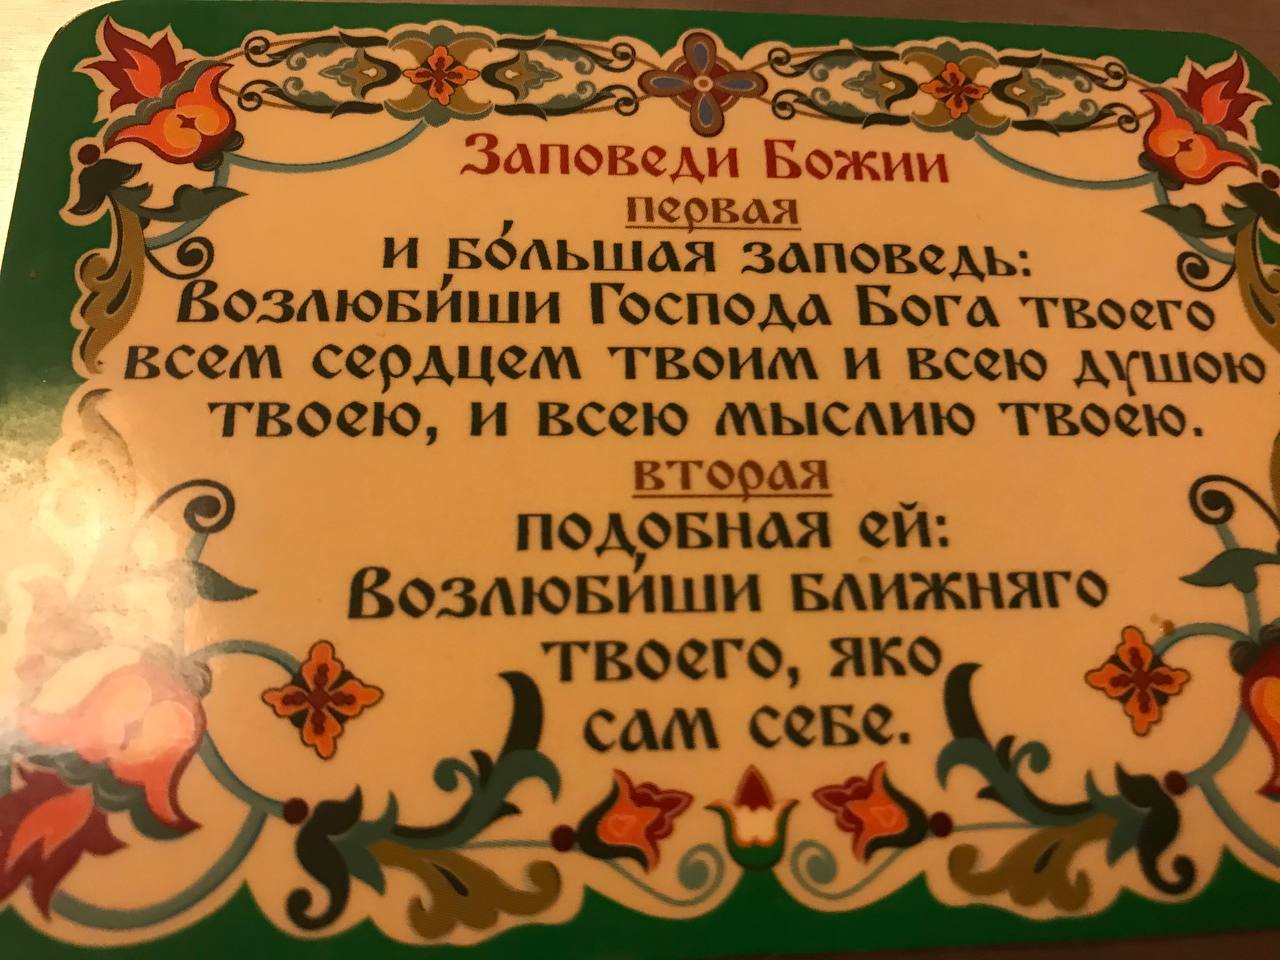 Заповеди Божии
первая
и бо́льшая заповедь:
Возлюби́ши Господа Бога твоего
всем сердцем твоим и всею душою
твоею, и всею мыслию твоею.
вторая
подобная ей:
Возлюби́ши ближняго
твоего, яко
сам себе.